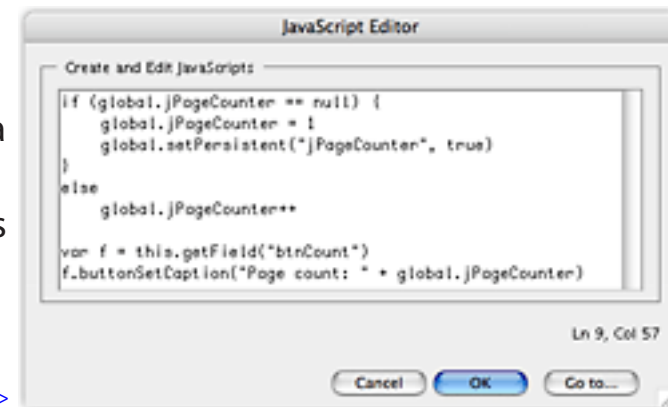 JavaScript Editor
Create and Edit JavaScripts
if (global.jPageCounter == null) {
global.jPageCounter = 1
global.setPersistent("jPageCounter", true)
}
else
global.jPageCounter++
var f = this.getField("btnCount")
f.buttonSetCaption("Page count: " + global.jPageCounter)
Ln 9, Col 57
Cancel OK Go to...
a
s
>